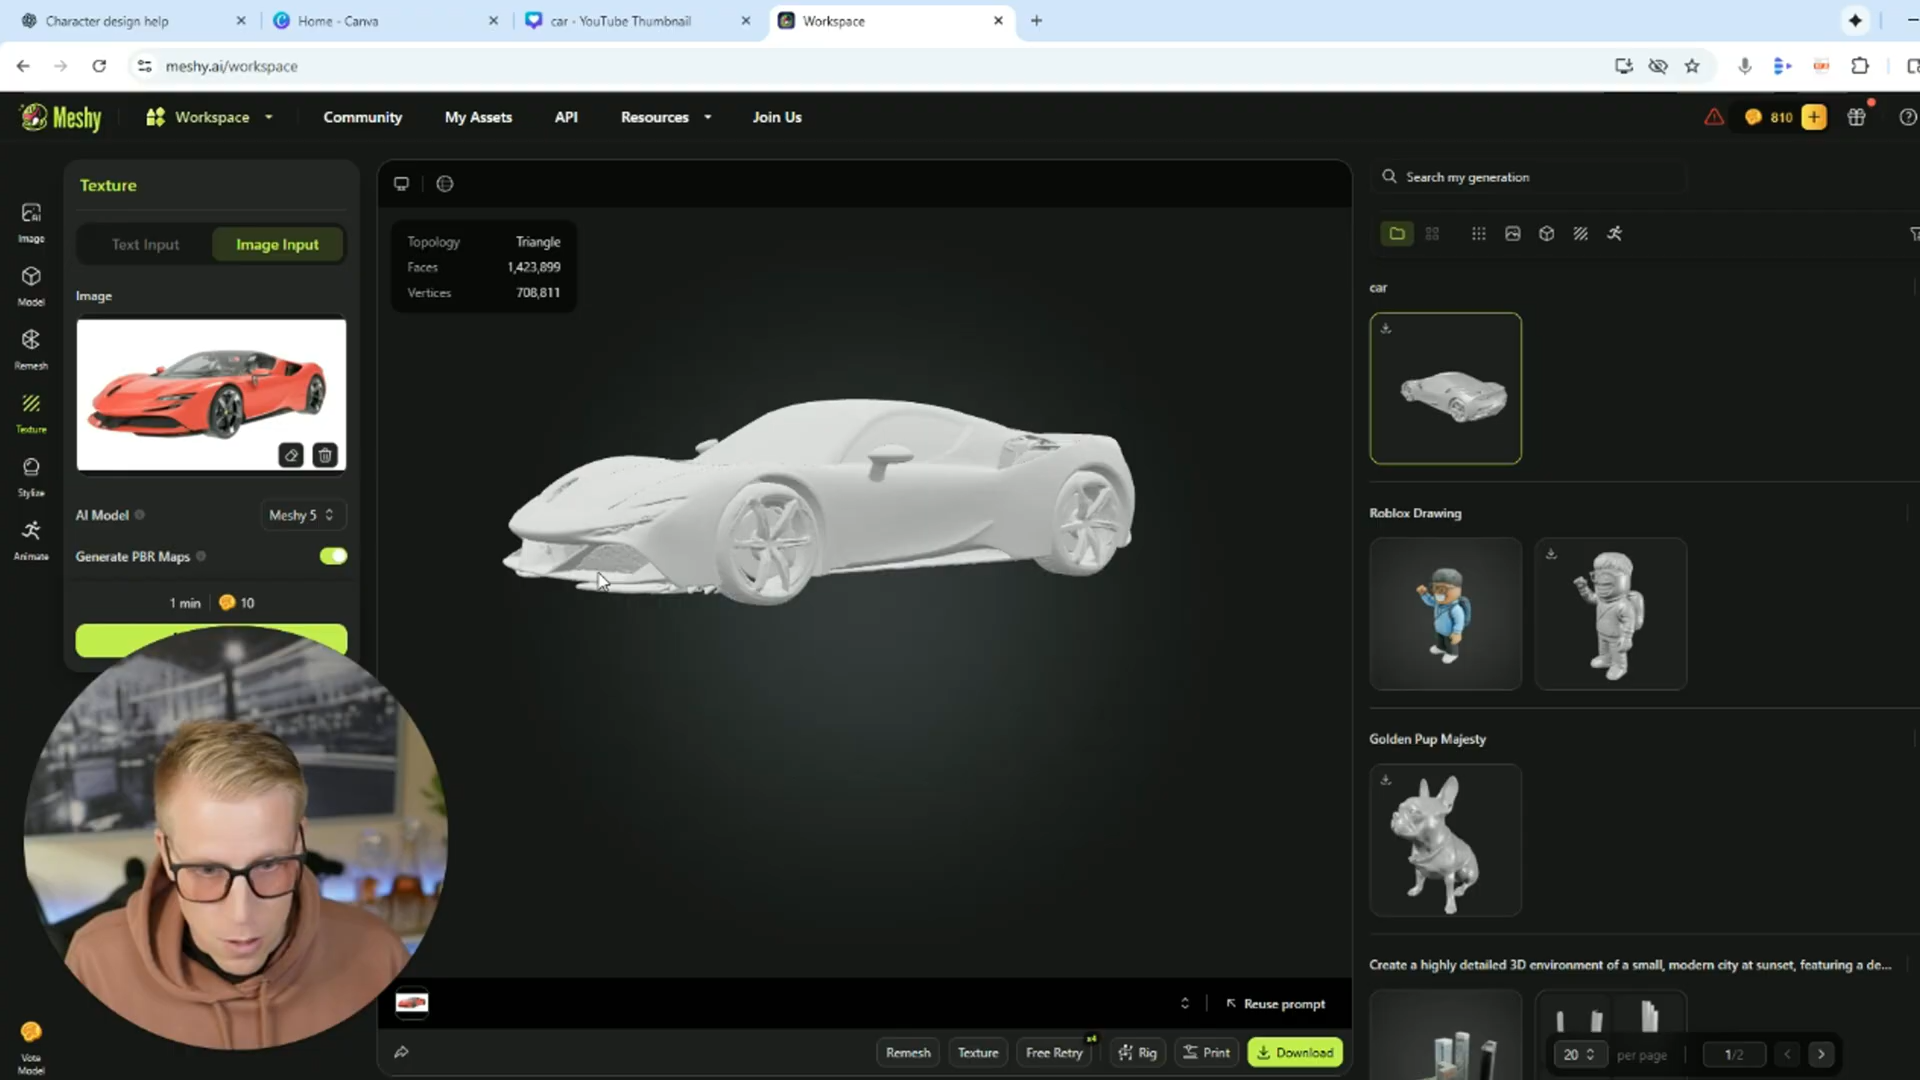 Character design help
Home - Canva
car - YouTube Thumbnail
Workspace
meshy.ai/workspace
Meshy
Workspace
Community
My Assets
API
Resources
Join Us
810
Texture
Text Input
Image Input
Image
AI Model
Meshy 5
Generate PBR Maps
1 min
10
Image
Model
Remesh
Texture
Stylize
Animate
Vote
Model
Topology Triangle
Faces 1,423,899
Vertices 708,811
Reuse prompt
Remesh
Texture
Free Retry
x4
Rig
Print
Download
Search my generation
car
Roblox Drawing
Golden Pup Majesty
Create a highly detailed 3D environment of a small, modern city at sunset, featuring a de...
20 per page
1/2